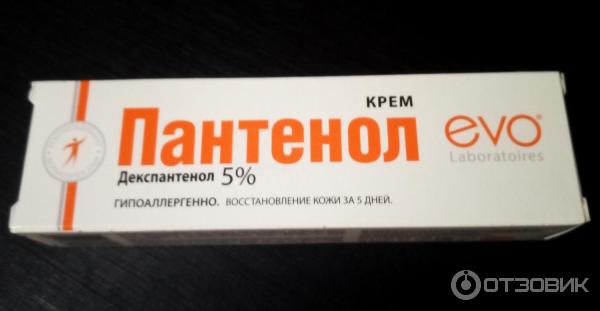 КРЕМ
Пантенол
evo®
Laboratoires
Декспантенол 5%
ГИПОАЛЛЕРГЕННО. ВОССТАНОВЛЕНИЕ КОЖИ ЗА 5 ДНЕЙ.
ОТЗОВИК